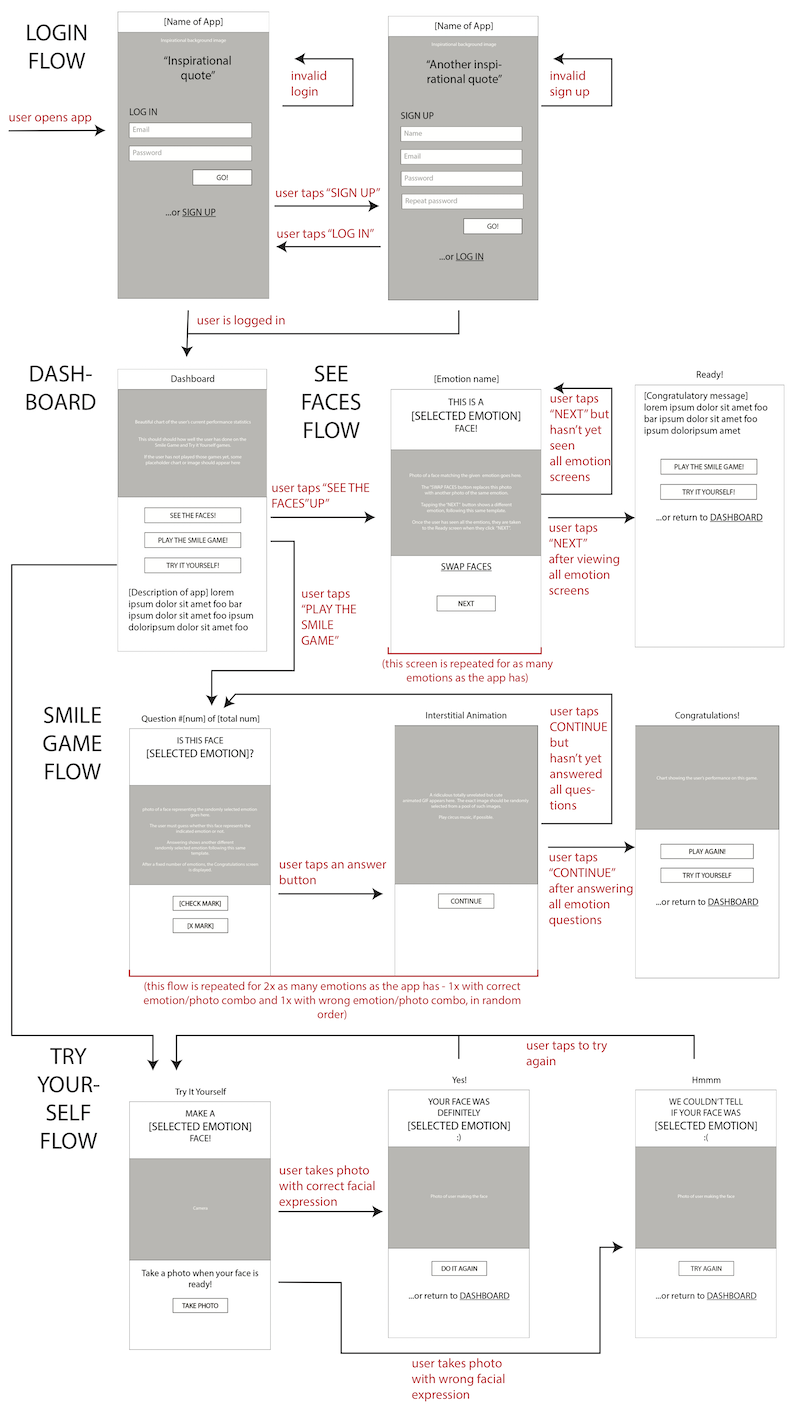 LOGIN
FLOW
[Name of App]
Inspirational background image
“Inspirational
quote”
LOG IN
Email
Password
GO!
...or SIGN UP
user opens app
invalid
login
[Name of App]
Inspirational background image
“Another inspi-
rational quote”
SIGN UP
Name
Email
Password
Repeat password
GO!
...or LOG IN
invalid
sign up
user taps “SIGN UP”
user taps “LOG IN”
user is logged in
DASH-
BOARD
Dashboard
Beautiful chart of the user's current performance statistics
This should should how well the user has done on the
Smile Game and Try it Yourself games.
If the user has not played those games yet, some
placeholder chart or image should appear here
SEE THE FACES!
PLAY THE SMILE GAME!
TRY IT YOURSELF!
[Description of app] lorem
ipsum dolor sit amet foo bar
ipsum dolor sit amet foo ipsum
doloripsum dolor sit amet foo
user taps “SEE THE
FACES”UP”
user taps
“PLAY THE
SMILE
GAME”
SEE
FACES
FLOW
[Emotion name]
THIS IS A
[SELECTED EMOTION]
FACE!
Photo of a face matching the given emotion goes here.
The “SWAP FACES button replaces this photo
with another photo of the same emotion.
Tapping the “NEXT” button shows a different
emotion, following this same template.
Once the user has seen all the emtions, they are taken
to the Ready screen when they click “NEXT”.
SWAP FACES
NEXT
(this screen is repeated for as many
emotions as the app has)
user taps
“NEXT” but
hasn’t yet
seen
all emotion
screens
user taps
“NEXT”
after viewing
all emotion
screens
Ready!
[Congratulatory message]
lorem ipsum dolor sit amet foo
bar ipsum dolor sit amet foo
ipsum doloripsum amet
PLAY THE SMILE GAME!
TRY IT YOURSELF!
...or return to DASHBOARD
SMILE
GAME
FLOW
Question #[num] of [total num]
IS THIS FACE
[SELECTED EMOTION]?
photo of a face representing the randomly selected emotion
goes here.
The user must guess whether this face represents the
indicated emotion or not
Answering shows another different
randomly selected emotion following the same
template.
After a fixed number of emotions, the Congratulations screen
is displayed.
[CHECK MARK]
[X MARK]
user taps an answer
button
Interstitial Animation
A ridiculous totally unrelated but cute
animated GIF appears here. The exact image should be randomly
selected from a pool of such images.
Play circus music, if possible.
CONTINUE
user taps
CONTINUE
but
hasn’t yet
answered
all ques-
tions
user taps
“CONTINUE”
after answering
all emotion
questions
Congratulations!
Chart showing the user's performance on this game
PLAY AGAIN!
TRY IT YOURSELF
...or return to DASHBOARD
(this flow is repeated for 2x as many emotions as the app has - 1x with correct
emotion/photo combo and 1x with wrong emotion/photo combo, in random
order)
TRY
YOUR-
SELF
FLOW
user taps to try
again
Try It Yourself
MAKE A
[SELECTED EMOTION]
FACE!
Camera
Take a photo when your face is
ready!
TAKE PHOTO
user takes photo
with correct facial
expression
Yes!
YOUR FACE WAS
DEFINITELY
[SELECTED EMOTION]
:)
Photo of user making the face
DO IT AGAIN
...or return to DASHBOARD
Hmmm
WE COULDN’T TELL
IF YOUR FACE WAS
[SELECTED EMOTION]
:(
Photo of user making the face
TRY AGAIN
...or return to DASHBOARD
user takes photo
with wrong facial
expression